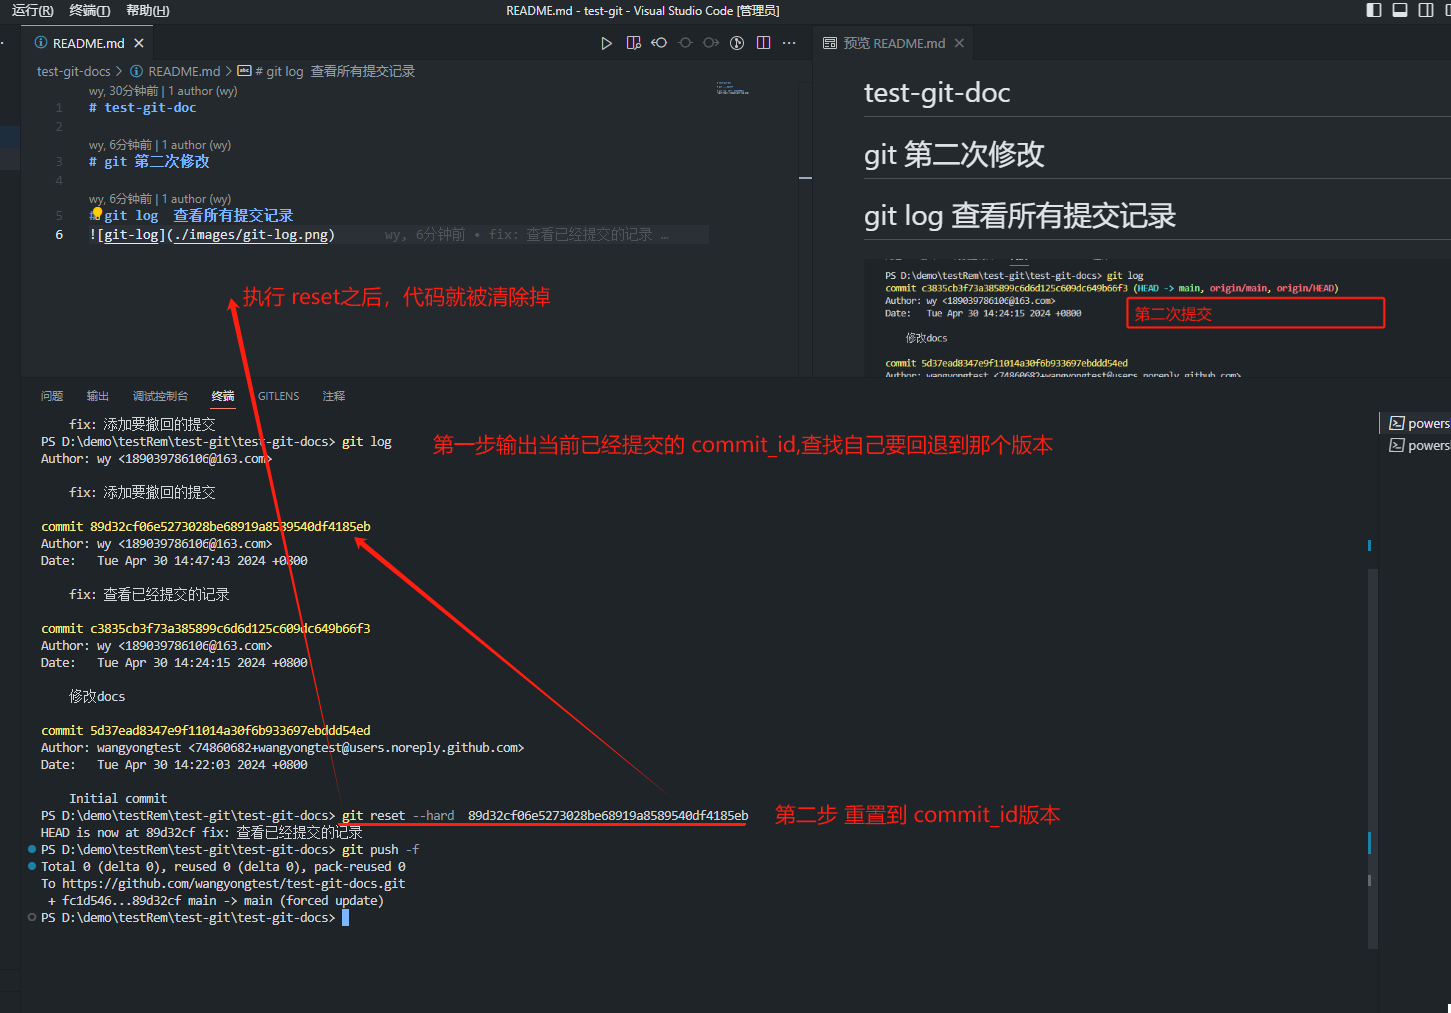 运行(R) 终端(T) 帮助(H)
README.md - test-git - Visual Studio Code [管理员]
README.md
预览 README.md
test-git-docs > README.md > # git log 查看所有提交记录
wy, 30分钟前 | 1 author (wy)
1 # test-git-doc
2
wy, 6分钟前 | 1 author (wy)
3 # git 第二次修改
4
wy, 6分钟前 | 1 author (wy)
5 # git log 查看所有提交记录
6 ![git-log](./images/git-log.png) wy, 6分钟前 • fix: 查看已经提交的记录 …
执行 reset之后，代码就被清除掉
test-git-doc
git 第二次修改
git log 查看所有提交记录
PS D:\demo\testRem\test-git\test-git-docs> git log
commit c3835cb3f73a385899c6d6d125c609dc649b66f3 (HEAD -> main, origin/main, origin/HEAD)
Author: wy <189039786106@163.com>
Date: Tue Apr 30 14:24:15 2024 +0800
第二次提交
修改docs
commit 5d37ead8347e9f11014a30f6b933697ebddd54ed
Author: wangyongtest <74860682+wangyongtest@users.noreply.github.com>
问题 输出 调试控制台 终端 GITLENS 注释
fix: 添加要撤回的提交
PS D:\demo\testRem\test-git\test-git-docs> git log
第一步输出当前已经提交的 commit_id,查找自己要回退到那个版本
Author: wy <189039786106@163.com>
fix: 添加要撤回的提交
commit 89d32cf06e5273028be68919a8589540df4185eb
Author: wy <189039786106@163.com>
Date: Tue Apr 30 14:47:43 2024 +0800
fix: 查看已经提交的记录
commit c3835cb3f73a385899c6d6d125c609dc649b66f3
Author: wy <189039786106@163.com>
Date: Tue Apr 30 14:24:15 2024 +0800
修改docs
commit 5d37ead8347e9f11014a30f6b933697ebddd54ed
Author: wangyongtest <74860682+wangyongtest@users.noreply.github.com>
Date: Tue Apr 30 14:22:03 2024 +0800
Initial commit
PS D:\demo\testRem\test-git\test-git-docs> git reset --hard 89d32cf06e5273028be68919a8589540df4185eb
第二步 重置到 commit_id版本
HEAD is now at 89d32cf fix: 查看已经提交的记录
PS D:\demo\testRem\test-git\test-git-docs> git push -f
Total 0 (delta 0), reused 0 (delta 0), pack-reused 0
To https://github.com/wangyongtest/test-git-docs.git
+ fc1d546...89d32cf main -> main (forced update)
PS D:\demo\testRem\test-git\test-git-docs>
powers
powers